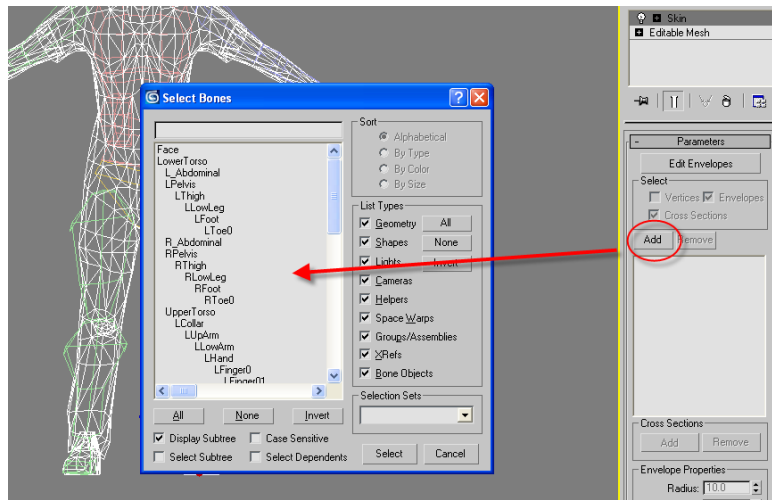 Skin
Editable Mesh
Select Bones
Face
LowerTorso
L_Abdominal
LPelvis
LThigh
LLowLeg
LFoot
LToe0
R_Abdominal
RPelvis
RThigh
RLowLeg
RFoot
RToe0
UpperTorso
LCollar
LUpArm
LLowArm
LHand
LFinger0
LFinger01
All None Invert
Display Subtree Case Sensitive
Select Subtree Select Dependents
Sort
Alphabetical
By Type
By Color
By Size
List Types
Geometry All
Shapes None
Lights Invert
Cameras
Helpers
Space Warps
Groups/Assemblies
XRefs
Bone Objects
Selection Sets
Select Cancel
Parameters
Edit Envelopes
Select
Vertices Envelopes
Cross Sections
Add Remove
Cross Sections
Add Remove
Envelope Properties
Radius: 10.0